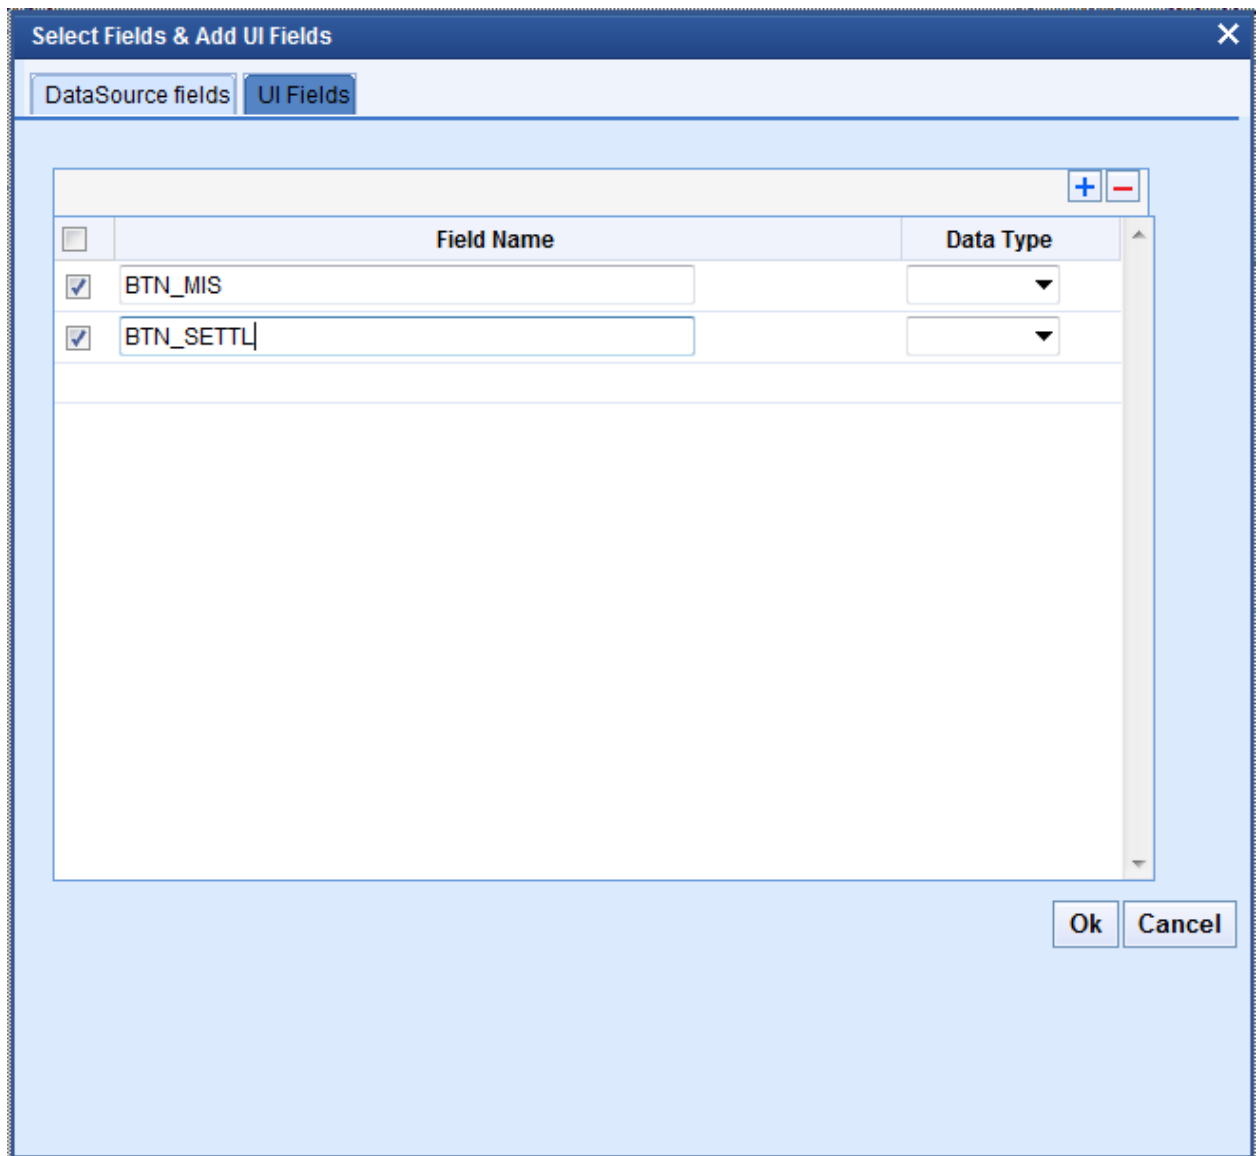 Select Fields & Add UI Fields
DataSource fields UI Fields
Field Name Data Type
BTN_MIS
BTN_SETTL
Ok Cancel